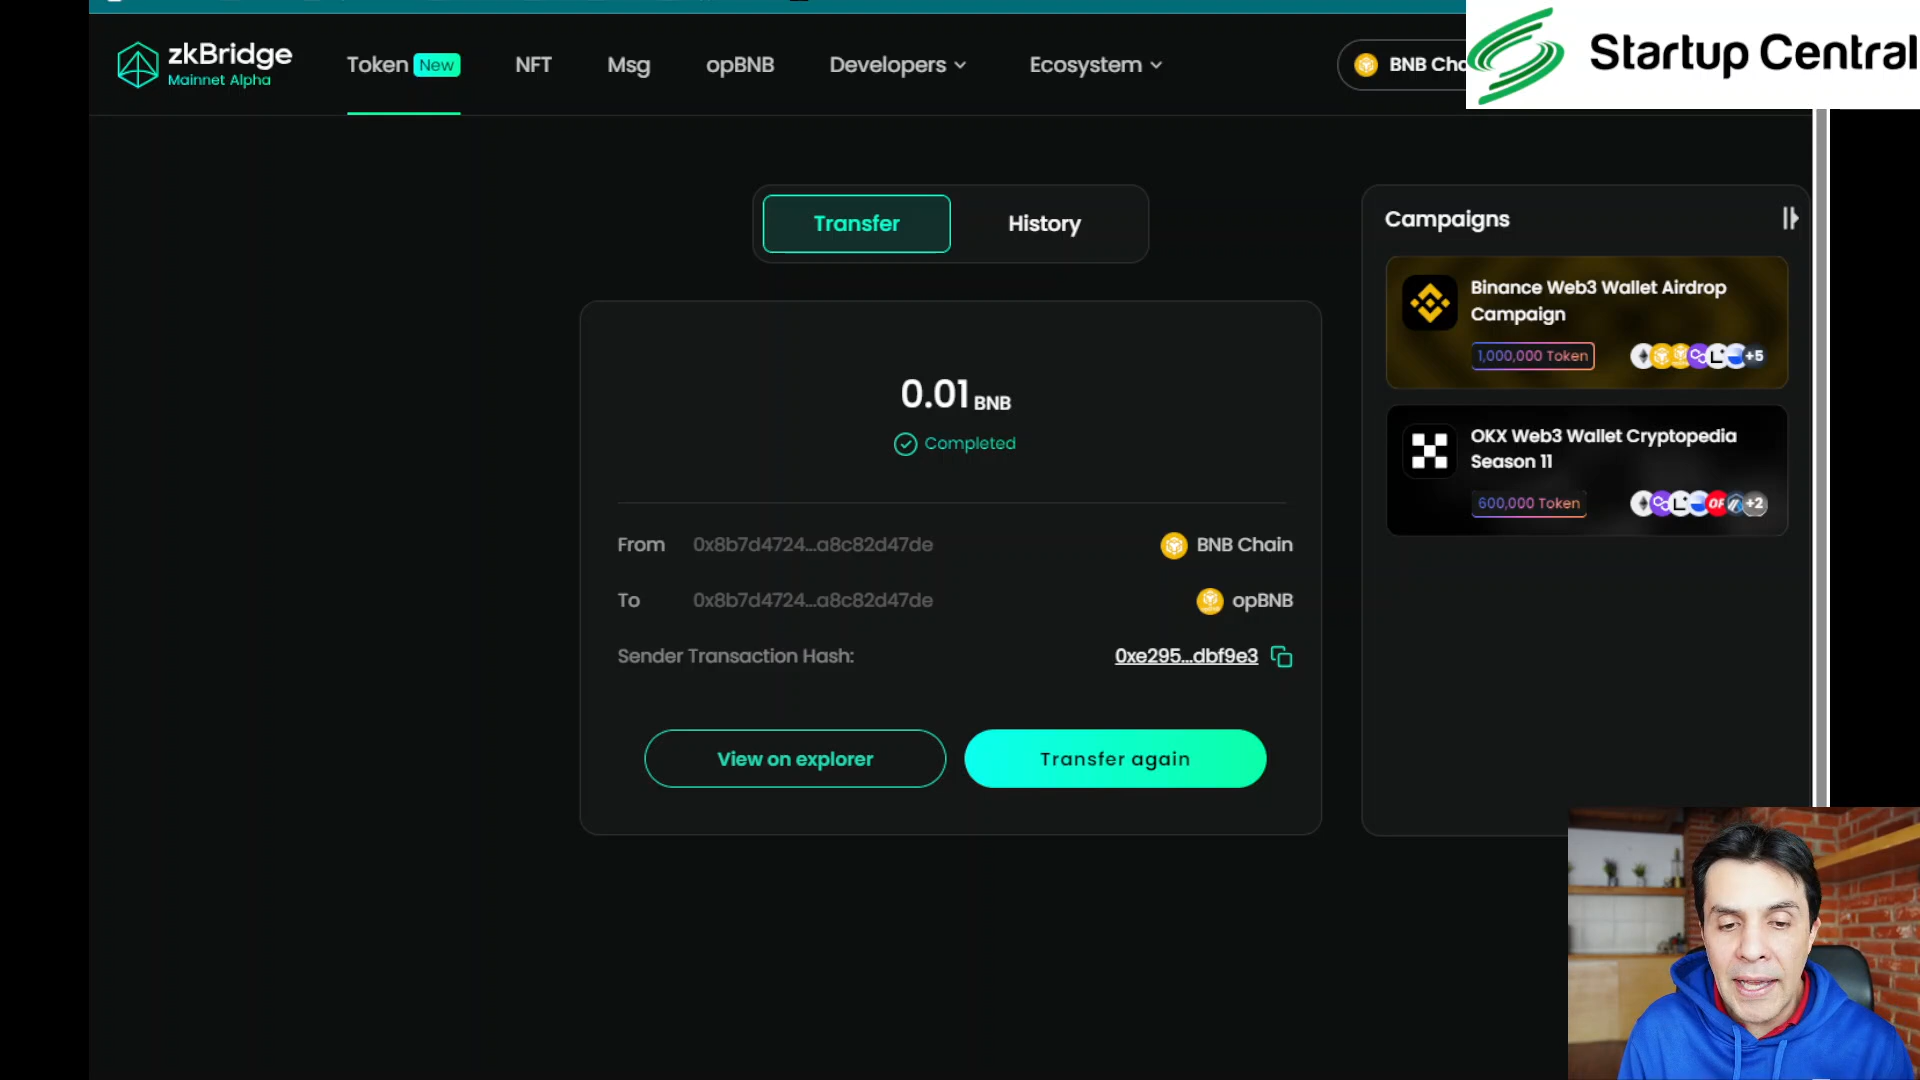 zkBridge
Mainnet Alpha
Token New
NFT
Msg
opBNB
Developers
Ecosystem
BNB Cha
Startup Central
Transfer
History
0.01 BNB
Completed
From 0x8b7d4724...a8c82d47de BNB Chain
To 0x8b7d4724...a8c82d47de opBNB
Sender Transaction Hash: 0xe295...dbf9e3
View on explorer
Transfer again
Campaigns
Binance Web3 Wallet Airdrop
Campaign
1,000,000 Token
+5
OKX Web3 Wallet Cryptopedia
Season 11
600,000 Token
OP
+2